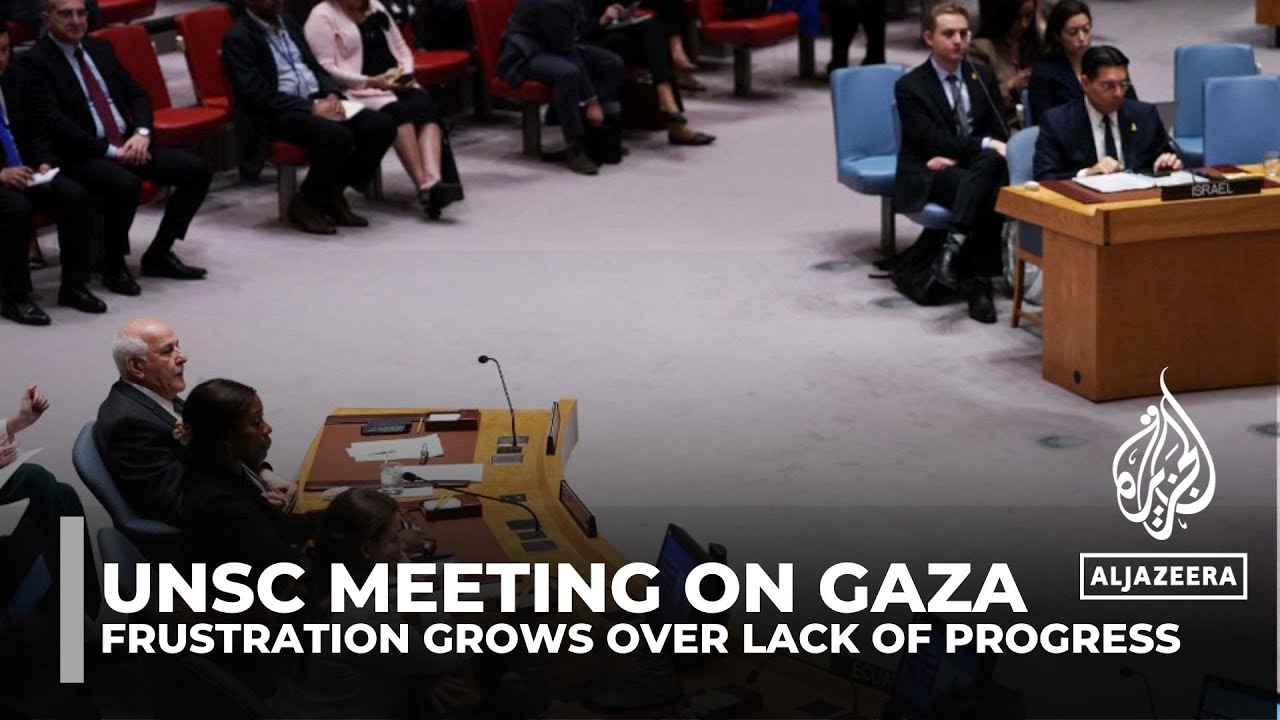 ISRAEL
الجزيرة
ALJAZEERA
UNSC MEETING ON GAZA
FRUSTRATION GROWS OVER LACK OF PROGRESS